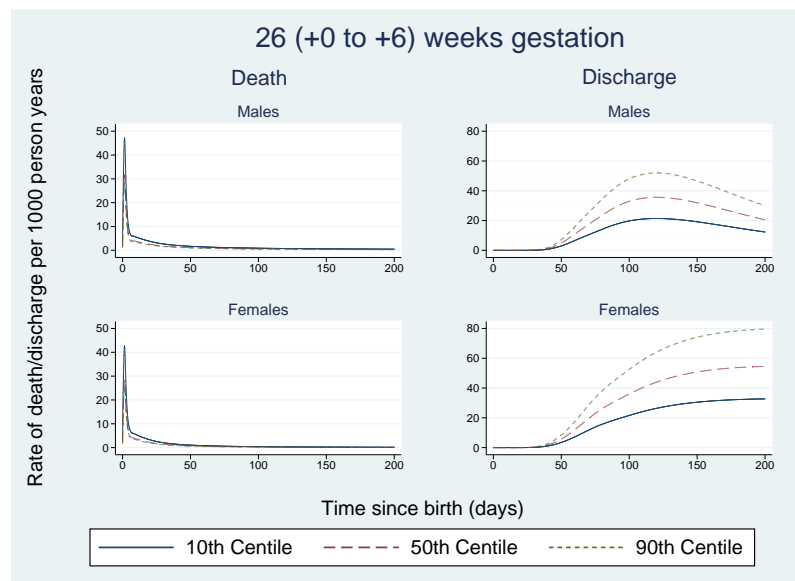 26 (+0 to +6) weeks gestation
Death
Discharge
Rate of death/discharge per 1000 person years
Males
50
40
30
20
10
0
0 50 100 150 200
Males
80
60
40
20
0
0 50 100 150 200
Females
50
40
30
20
10
0
0 50 100 150 200
Females
80
60
40
20
0
0 50 100 150 200
Time since birth (days)
10th Centile 50th Centile 90th Centile